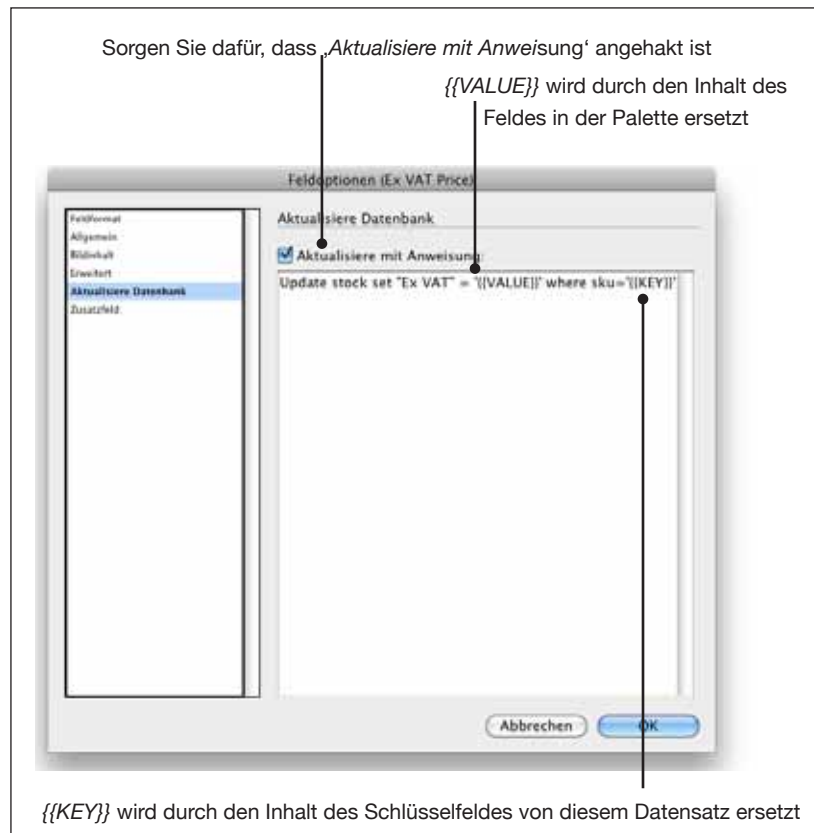 Sorgen Sie dafür, dass ‚Aktualisiere mit Anweisung‘ angehakt ist
{{VALUE}} wird durch den Inhalt des
Feldes in der Palette ersetzt
Feldoptionen (Ex VAT Price)
Feldformat
Allgemein
Bildinhalt
Erweitert
Aktualisiere Datenbank
Zusatzfeld
Aktualisiere Datenbank
Aktualisiere mit Anweisung:
Update stock set "Ex VAT" = '{{VALUE}}' where sku='{{KEY}}'
Abbrechen
OK
{{KEY}} wird durch den Inhalt des Schlüsselfeldes von diesem Datensatz ersetzt